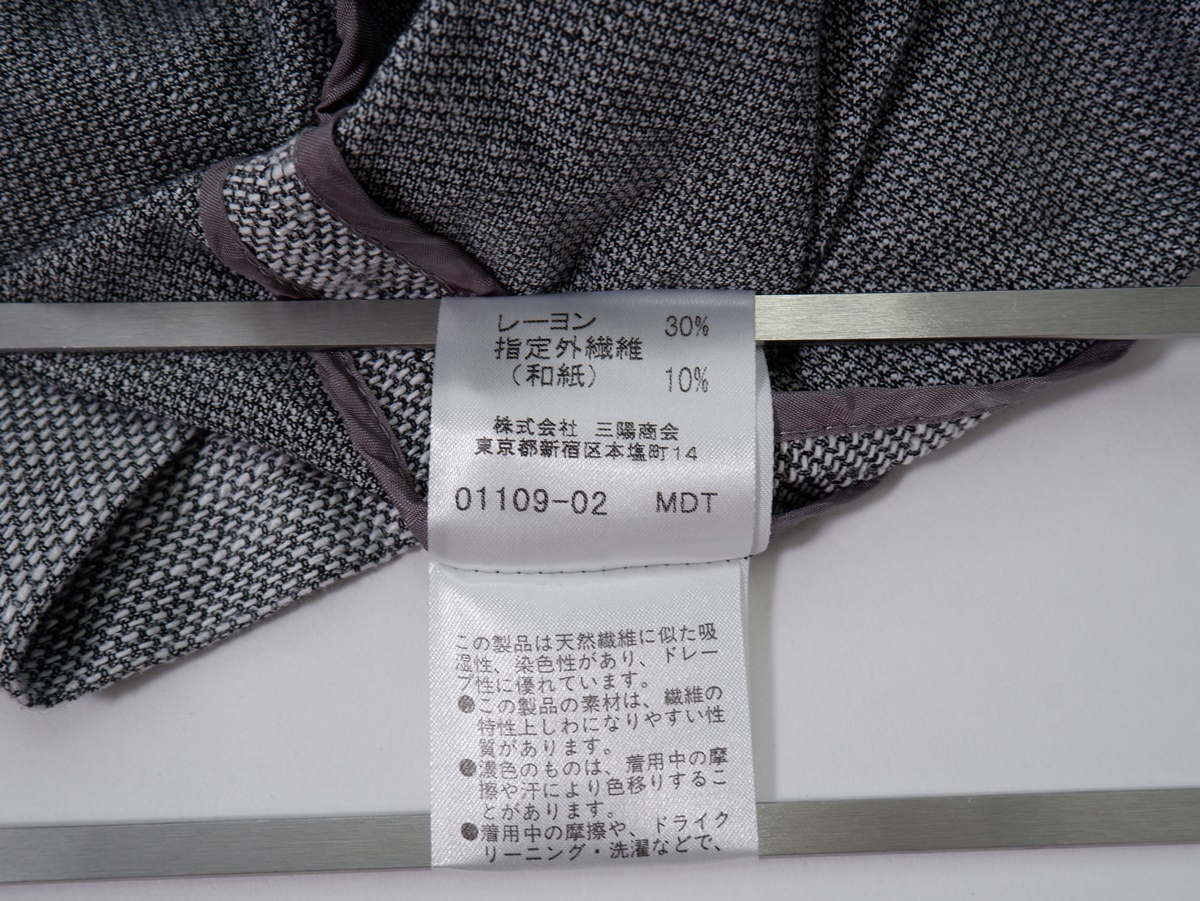 レーヨン 30%
指定外繊維
（和紙） 10%
株式会社 三陽商会
東京都新宿区本塩町14
01109-02 MDT
この製品は天然繊維に似た吸
湿性、染色性があり、ドレー
プ性に優れています。
●この製品の素材は、繊維の
特性上しわになりやすい性
質があります。
●濃色のものは、着用中の摩
擦や汗により色移りするこ
とがあります。
●着用中の摩擦や、ドライク
リーニング・洗濯などで、